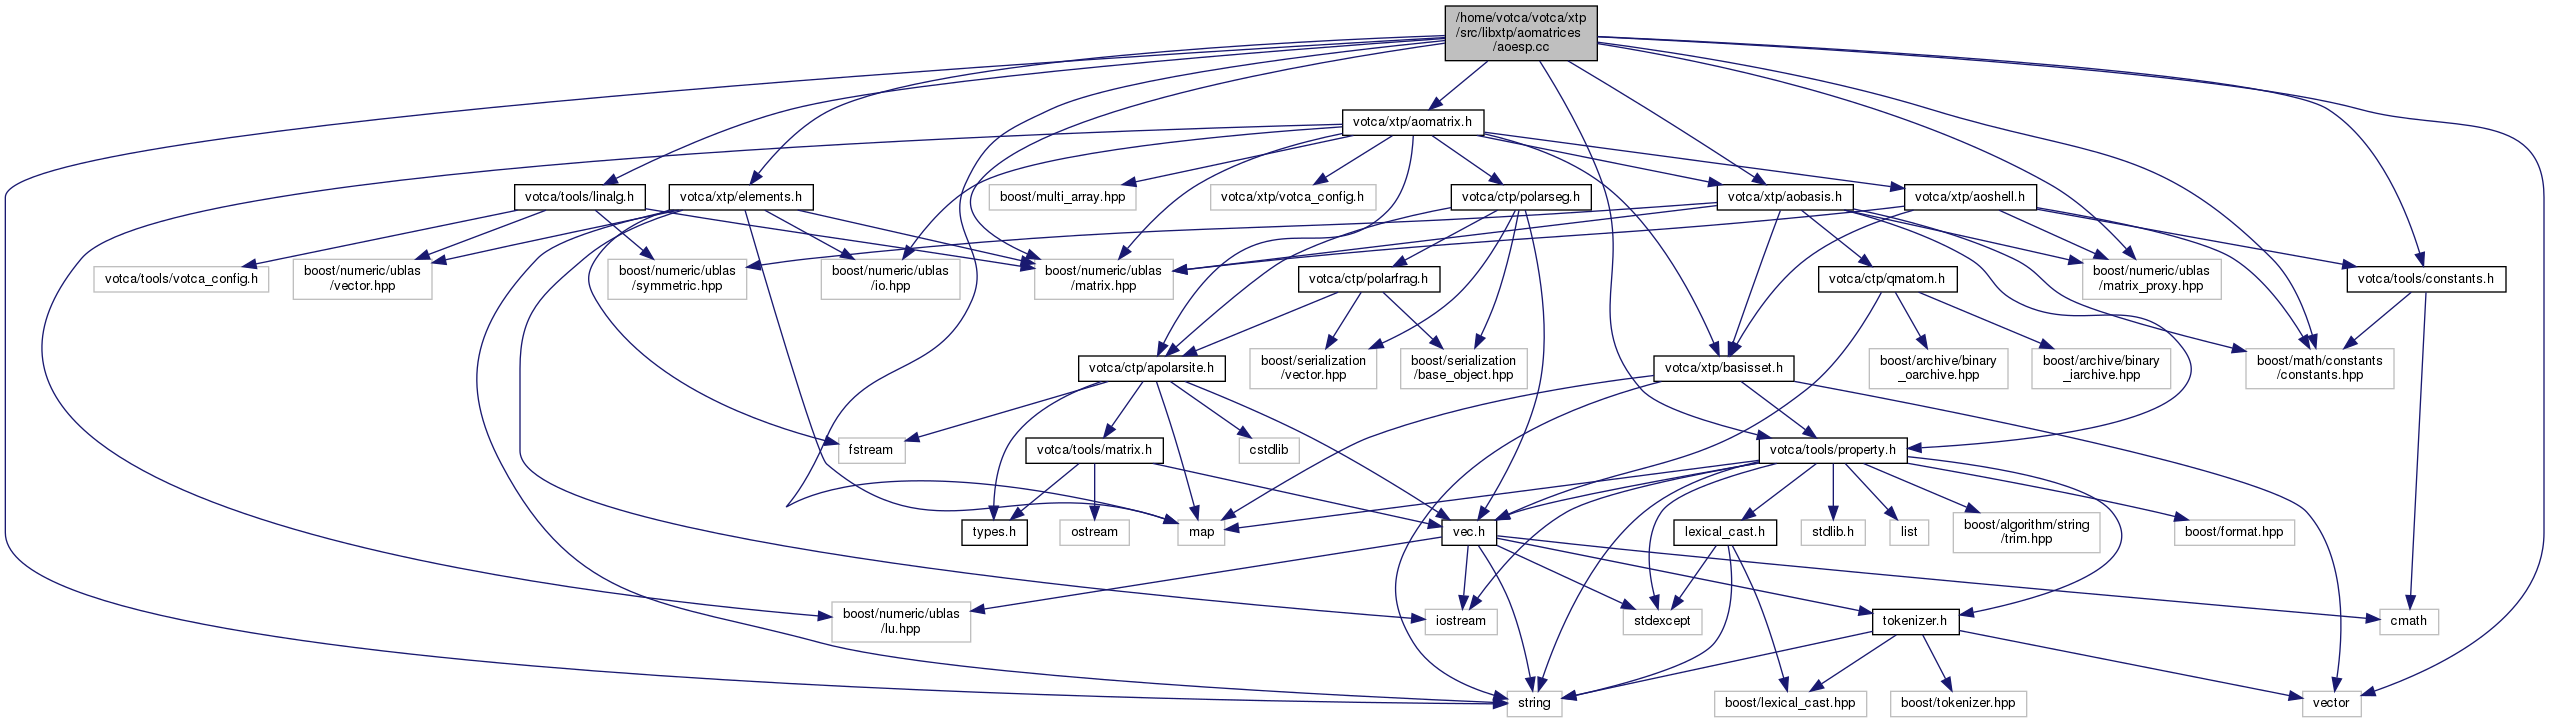 /home/votca/votca/xtp
/src/libxtp/aomatrices
/aoesp.cc
votca/xtp/aomatrix.h
votca/tools/linalg.h
votca/xtp/elements.h
boost/multi_array.hpp
votca/xtp/votca_config.h
votca/ctp/polarseg.h
votca/xtp/aobasis.h
votca/xtp/aoshell.h
votca/tools/votca_config.h
boost/numeric/ublas
/vector.hpp
boost/numeric/ublas
/symmetric.hpp
boost/numeric/ublas
/io.hpp
boost/numeric/ublas
/matrix.hpp
votca/ctp/polarfrag.h
votca/ctp/qmatom.h
boost/numeric/ublas
/matrix_proxy.hpp
votca/tools/constants.h
votca/ctp/apolarsite.h
boost/serialization
/vector.hpp
boost/serialization
/base_object.hpp
votca/xtp/basisset.h
boost/archive/binary
_oarchive.hpp
boost/archive/binary
_iarchive.hpp
boost/math/constants
/constants.hpp
fstream
votca/tools/matrix.h
cstdlib
votca/tools/property.h
types.h
ostream
map
vec.h
lexical_cast.h
stdlib.h
list
boost/algorithm/string
/trim.hpp
boost/format.hpp
boost/numeric/ublas
/lu.hpp
iostream
stdexcept
tokenizer.h
cmath
string
boost/lexical_cast.hpp
boost/tokenizer.hpp
vector